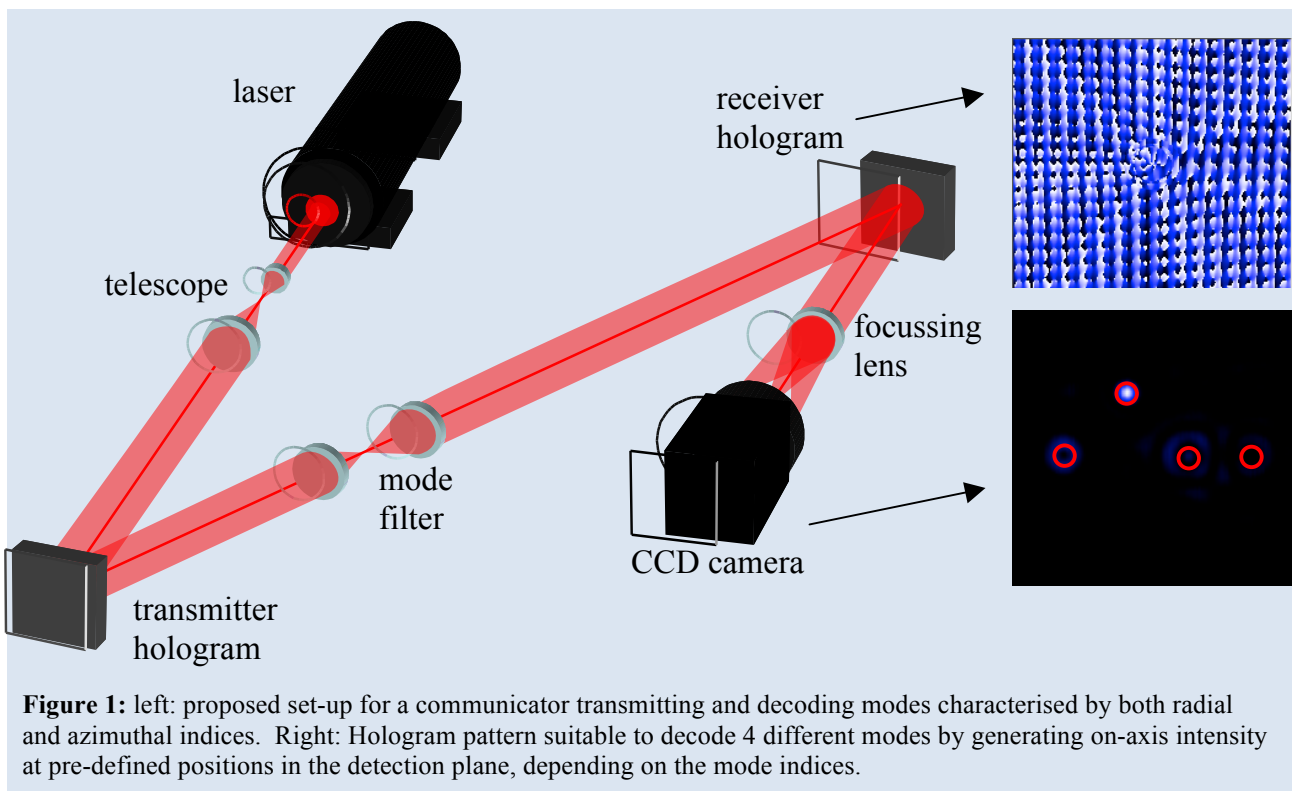 laser
telescope
transmitter
hologram
mode
filter
receiver
hologram
focussing
lens
CCD camera
Figure 1: left: proposed set-up for a communicator transmitting and decoding modes characterised by both radial
and azimuthal indices.  Right: Hologram pattern suitable to decode 4 different modes by generating on-axis intensity
at pre-defined positions in the detection plane, depending on the mode indices.